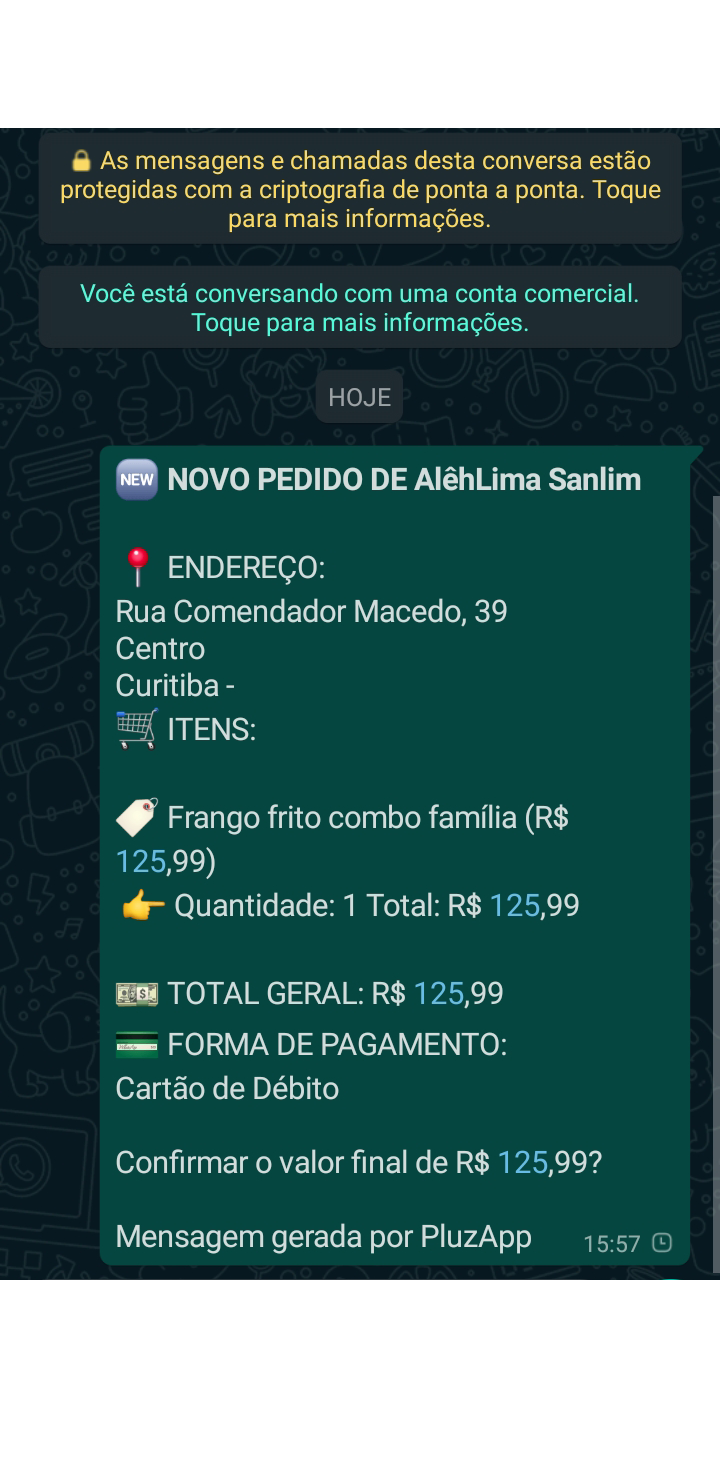 🔒 As mensagens e chamadas desta conversa estão
protegidas com a criptografia de ponta a ponta. Toque
para mais informações.
Você está conversando com uma conta comercial.
Toque para mais informações.
HOJE
🆕 NOVO PEDIDO DE AlêhLima Sanlim
📍 ENDEREÇO:
Rua Comendador Macedo, 39
Centro
Curitiba -
🛒 ITENS:
🏷️ Frango frito combo família (R$
125,99)
👉 Quantidade: 1 Total: R$ 125,99
💵 TOTAL GERAL: R$ 125,99
💳 FORMA DE PAGAMENTO:
Cartão de Débito
Confirmar o valor final de R$ 125,99?
Mensagem gerada por PluzApp 15:57